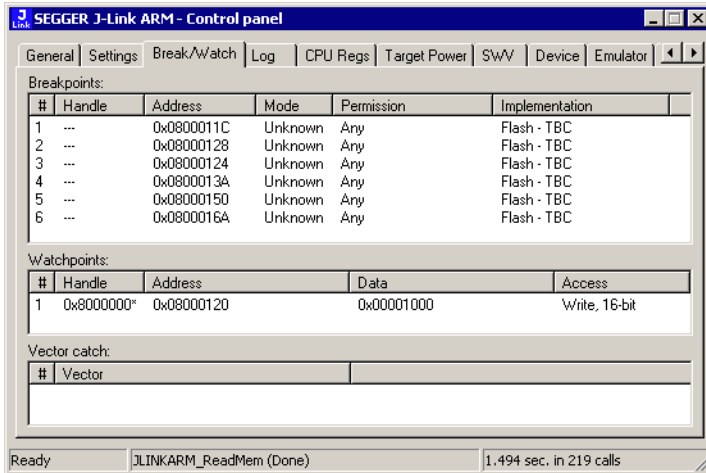 J Link SEGGER J-Link ARM - Control panel
General Settings Break/Watch Log CPU Regs Target Power SWV Device Emulator
Breakpoints:
# Handle Address Mode Permission Implementation
1 --- 0x0800011C Unknown Any Flash - TBC
2 --- 0x08000128 Unknown Any Flash - TBC
3 --- 0x08000124 Unknown Any Flash - TBC
4 --- 0x0800013A Unknown Any Flash - TBC
5 --- 0x08000150 Unknown Any Flash - TBC
6 --- 0x0800016A Unknown Any Flash - TBC
Watchpoints:
# Handle Address Data Access
1 0x8000000* 0x08000120 0x00001000 Write, 16-bit
Vector catch:
# Vector
Ready JLINKARM_ReadMem (Done) 1.494 sec. in 219 calls